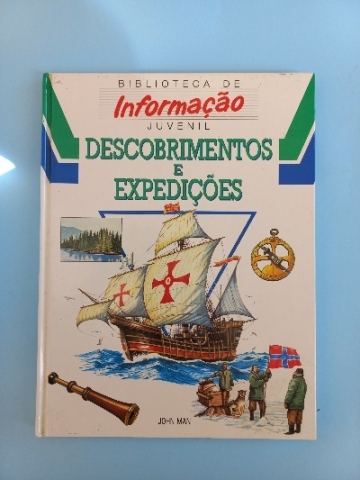 BIBLIOTECA DE
Informação
JUVENIL
DESCOBRIMENTOS
E
EXPEDIÇÕES
JOHN MAN